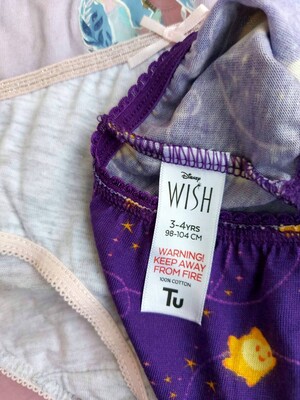 Disney
WISH
3-4YRS
98-104 CM
WARNING!
KEEP AWAY
FROM FIRE
100% COTTON
Tu